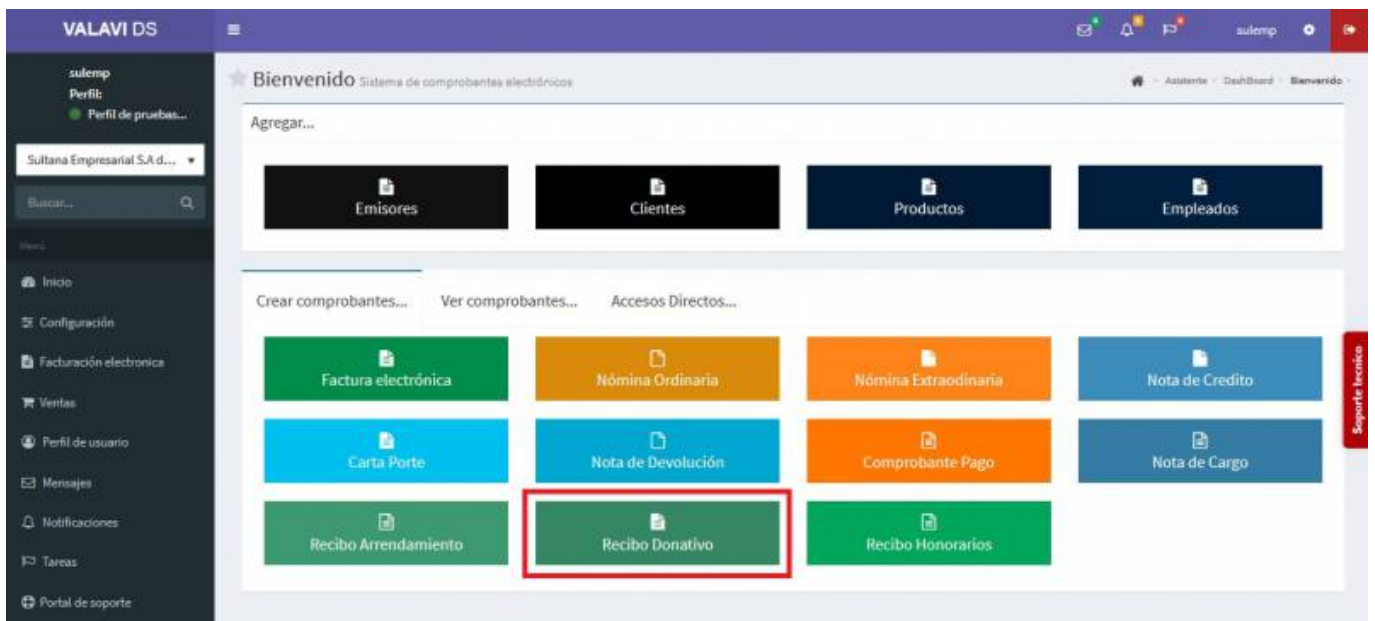 VALAVI DS
sulemp
sulemp
Perfil:
Perfil de pruebas...
Sultana Empresarial S.A d...
Buscar...
Menú
Inicio
Configuración
Facturación electronica
Ventas
Perfil de usuario
Mensajes
Notificaciones
Tareas
Portal de soporte
Bienvenido Sistema de comprobantes electrónicos
Asistente - DashBoard - Bienvenido
Agregar...
Emisores
Clientes
Productos
Empleados
Crear comprobantes... Ver comprobantes... Accesos Directos...
Factura electrónica
Nómina Ordinaria
Nómina Extraodinaria
Nota de Credito
Carta Porte
Nota de Devolución
Comprobante Pago
Nota de Cargo
Recibo Arrendamiento
Recibo Donativo
Recibo Honorarios
Soporte tecnico